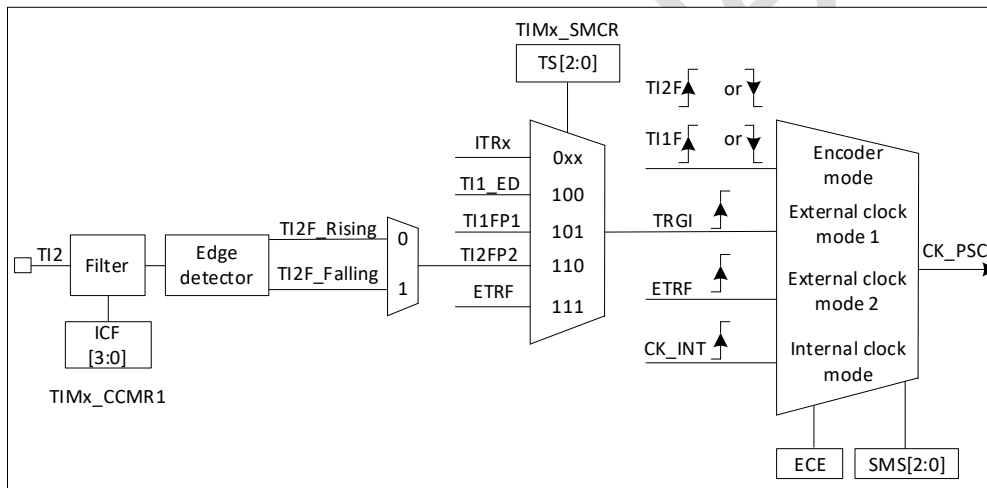 TIMx_SMCR
TS[2:0]
TI2F or
TI1F or
ITRx 0xx
TI1_ED 100
TI1FP1 101
TI2FP2 110
ETRF 111
TI2
Filter
Edge
detector
TI2F_Rising 0
TI2F_Falling 1
ICF
[3:0]
TIMx_CCMR1
TRGI
ETRF
CK_INT
Encoder
mode
External clock
mode 1
External clock
mode 2
Internal clock
mode
CK_PSC
ECE
SMS[2:0]